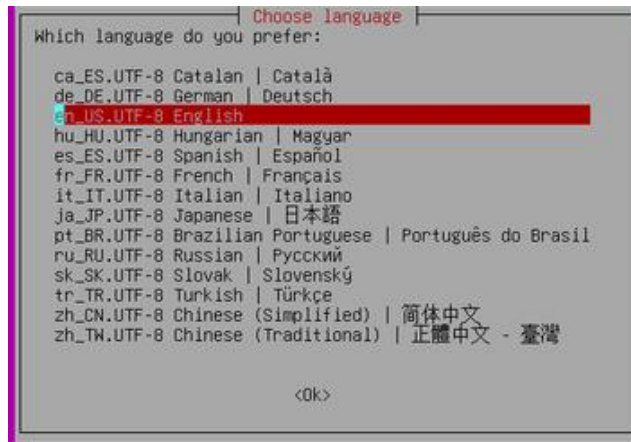 Choose language
Which language do you prefer:
ca_ES.UTF-8 Catalan | Català
de_DE.UTF-8 German | Deutsch
en_US.UTF-8 English
hu_HU.UTF-8 Hungarian | Magyar
es_ES.UTF-8 Spanish | Español
fr_FR.UTF-8 French | Français
it_IT.UTF-8 Italian | Italiano
ja_JP.UTF-8 Japanese | 日本語
pt_BR.UTF-8 Brazilian Portuguese | Português do Brasil
ru_RU.UTF-8 Russian | Русский
sk_SK.UTF-8 Slovak | Slovenský
tr_TR.UTF-8 Turkish | Türkçe
zh_CN.UTF-8 Chinese (Simplified) | 简体中文
zh_TW.UTF-8 Chinese (Traditional) | 正體中文 - 臺灣
<Ok>